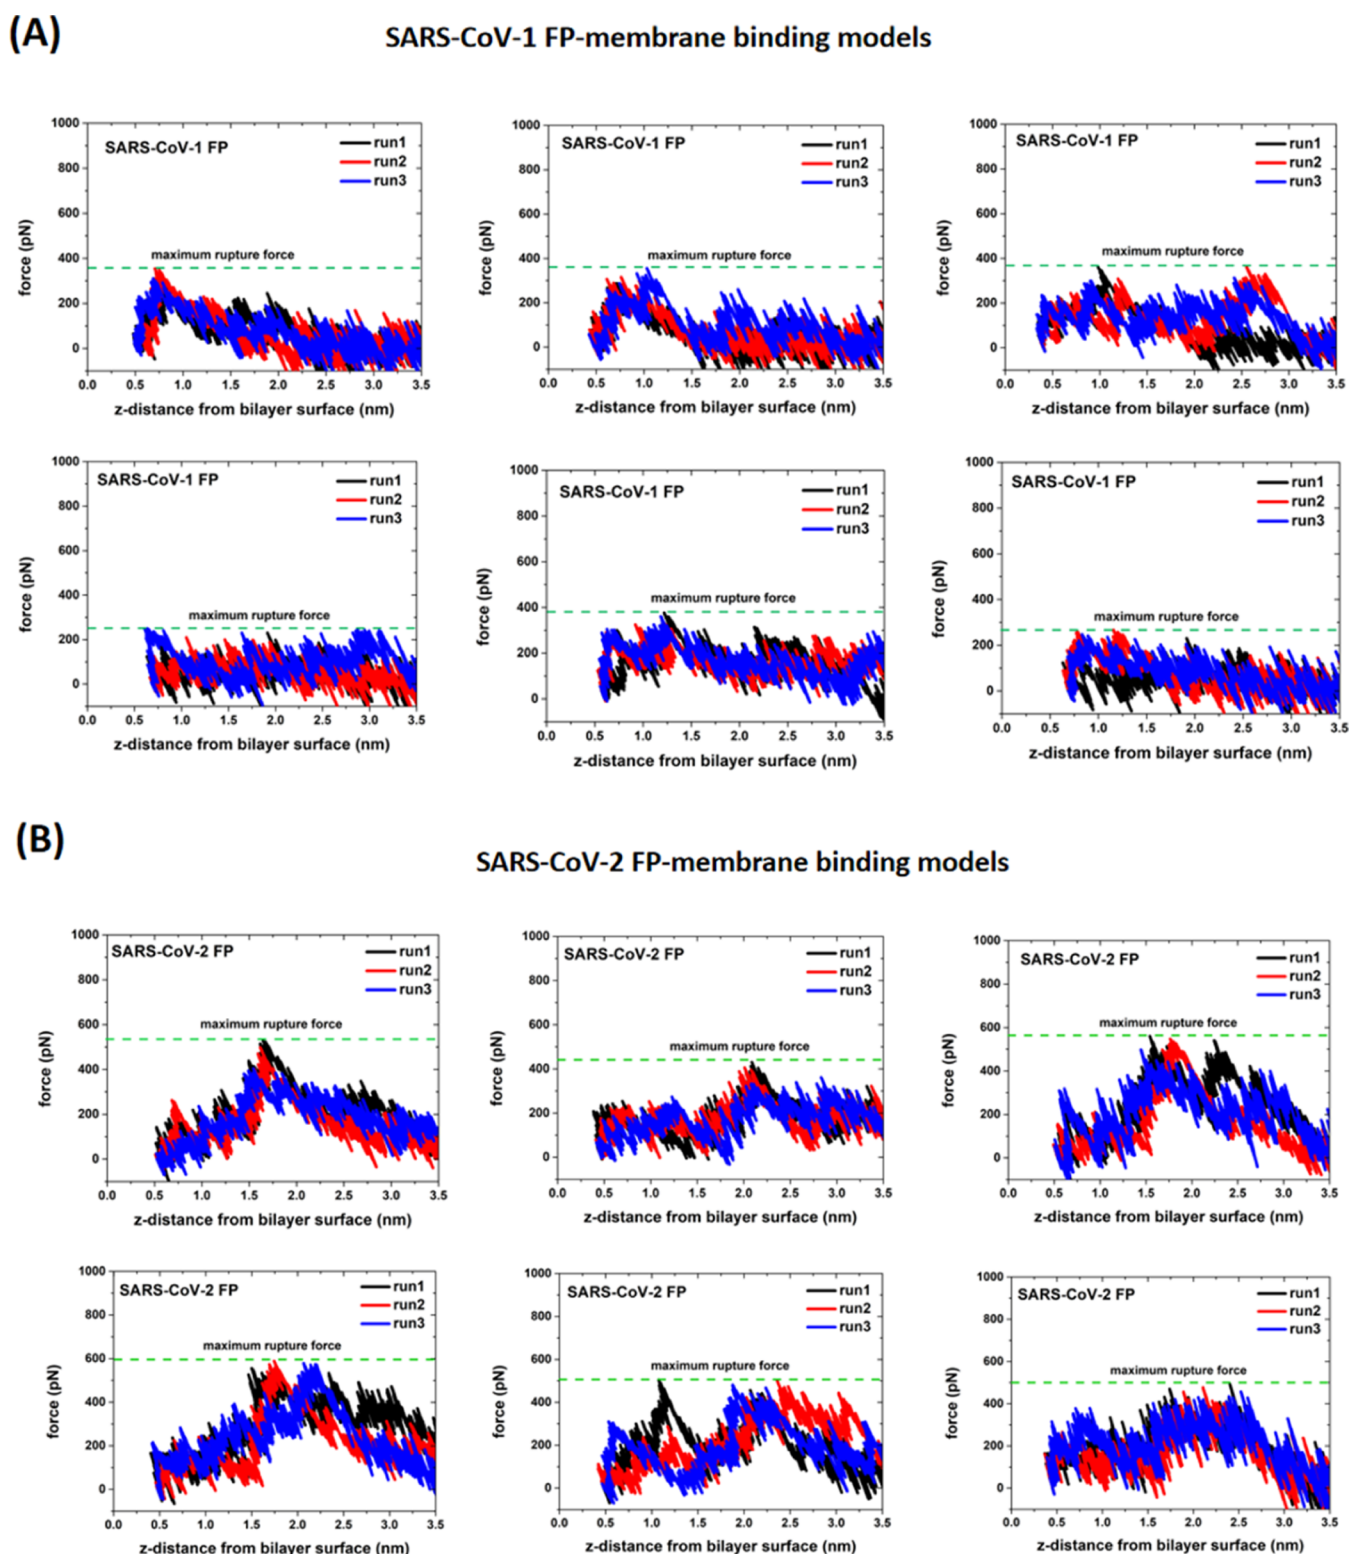 (A)
SARS-CoV-1 FP-membrane binding models
SARS-CoV-1 FP
run1
run2
run3
maximum rupture force
force (pN)
1000
800
600
400
200
0
0.0 0.5 1.0 1.5 2.0 2.5 3.0 3.5
z-distance from bilayer surface (nm)
SARS-CoV-1 FP
run1
run2
run3
maximum rupture force
force (pN)
1000
800
600
400
200
0
0.0 0.5 1.0 1.5 2.0 2.5 3.0 3.5
z-distance from bilayer surface (nm)
SARS-CoV-1 FP
run1
run2
run3
maximum rupture force
force (pN)
1000
800
600
400
200
0
0.0 0.5 1.0 1.5 2.0 2.5 3.0 3.5
z-distance from bilayer surface (nm)
SARS-CoV-1 FP
run1
run2
run3
maximum rupture force
force (pN)
1000
800
600
400
200
0
0.0 0.5 1.0 1.5 2.0 2.5 3.0 3.5
z-distance from bilayer surface (nm)
SARS-CoV-1 FP
run1
run2
run3
maximum rupture force
force (pN)
1000
800
600
400
200
0
0.0 0.5 1.0 1.5 2.0 2.5 3.0 3.5
z-distance from bilayer surface (nm)
SARS-CoV-1 FP
run1
run2
run3
maximum rupture force
force (pN)
1000
800
600
400
200
0
0.0 0.5 1.0 1.5 2.0 2.5 3.0 3.5
z-distance from bilayer surface (nm)
(B)
SARS-CoV-2 FP-membrane binding models
SARS-CoV-2 FP
run1
run2
run3
maximum rupture force
force (pN)
1000
800
600
400
200
0
0.0 0.5 1.0 1.5 2.0 2.5 3.0 3.5
z-distance from bilayer surface (nm)
SARS-CoV-2 FP
run1
run2
run3
maximum rupture force
force (pN)
1000
800
600
400
200
0
0.0 0.5 1.0 1.5 2.0 2.5 3.0 3.5
z-distance from bilayer surface (nm)
SARS-CoV-2 FP
run1
run2
run3
maximum rupture force
force (pN)
1000
800
600
400
200
0
0.0 0.5 1.0 1.5 2.0 2.5 3.0 3.5
z-distance from bilayer surface (nm)
SARS-CoV-2 FP
run1
run2
run3
maximum rupture force
force (pN)
1000
800
600
400
200
0
0.0 0.5 1.0 1.5 2.0 2.5 3.0 3.5
z-distance from bilayer surface (nm)
SARS-CoV-2 FP
run1
run2
run3
maximum rupture force
force (pN)
1000
800
600
400
200
0
0.0 0.5 1.0 1.5 2.0 2.5 3.0 3.5
z-distance from bilayer surface (nm)
SARS-CoV-2 FP
run1
run2
run3
maximum rupture force
force (pN)
1000
800
600
400
200
0
0.0 0.5 1.0 1.5 2.0 2.5 3.0 3.5
z-distance from bilayer surface (nm)